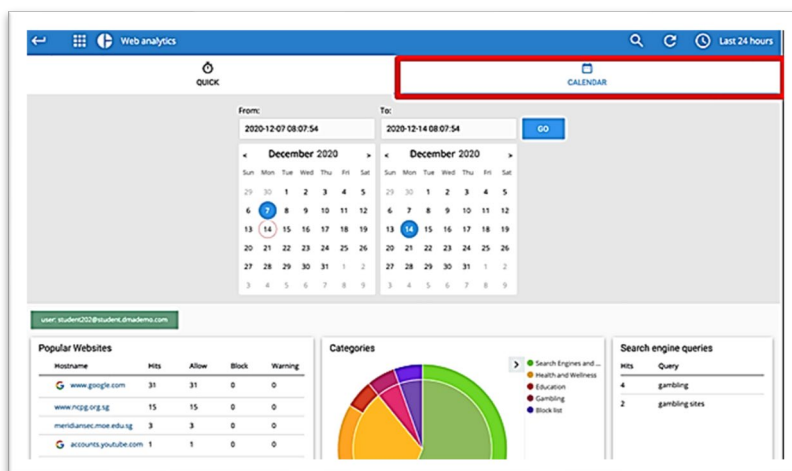 Web analytics
Last 24 hours
QUICK
CALENDAR
From:
To:
2020-12-07 08:07:54
2020-12-14 08:07:54
GO
« December 2020 »
Sun Mon Tue Wed Thu Fri Sat
29 30 1 2 3 4 5
6 7 8 9 10 11 12
13 14 15 16 17 18 19
20 21 22 23 24 25 26
27 28 29 30 31 1 2
3 4 5 6 7 8 9
« December 2020 »
Sun Mon Tue Wed Thu Fri Sat
29 30 1 2 3 4 5
6 7 8 9 10 11 12
13 14 15 16 17 18 19
20 21 22 23 24 25 26
27 28 29 30 31 1 2
3 4 5 6 7 8 9
user: student202@student.dmademo.com
Popular Websites
Hostname Hits Allow Block Warning
www.google.com 31 31 0 0
www.ncpg.org.sg 15 15 0 0
meridiansec.moe.edu.sg 3 3 0 0
accounts.youtube.com 1 1 0 0
Categories
Search Engines and ...
Health and Wellness
Education
Gambling
Block list
Search engine queries
Hits Query
4 gambling
2 gambling sites